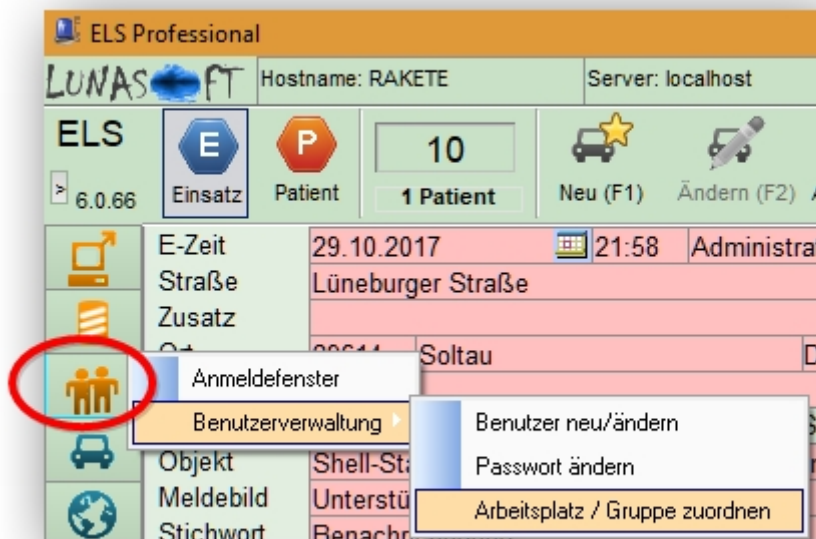 ELS Professional
LUNASOFT Hostname: RAKETE Server: localhost
ELS E P 10
> 6.0.66 Einsatz Patient 1 Patient Neu (F1) Ändern (F2)
E-Zeit 29.10.2017 21:58 Administra
Straße Lüneburger Straße
Zusatz
Soltau D
Anmeldefenster
Benutzerverwaltung Benutzer neu/ändern
Objekt Shell-Sta Passwort ändern
Meldebild Unterstü Arbeitsplatz / Gruppe zuordnen
Stichwort Benachr